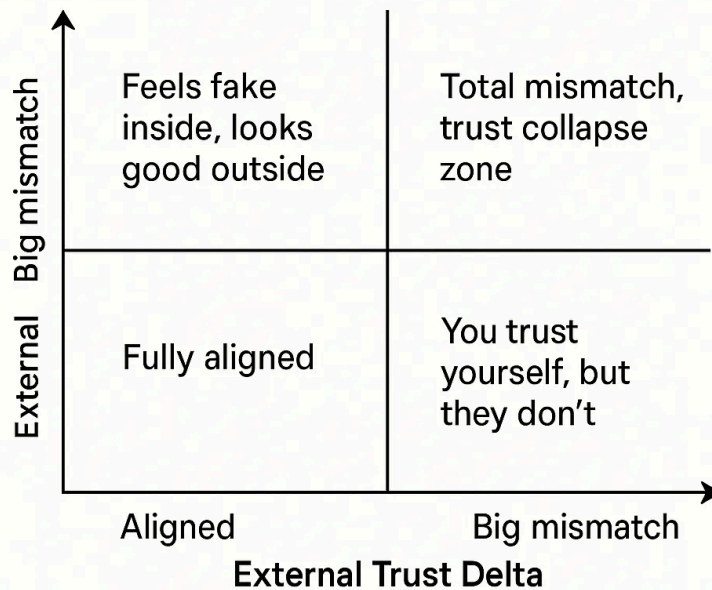 Big mismatch
External
Feels fake
inside, looks
good outside
Total mismatch,
trust collapse
zone
Fully aligned
You trust
yourself, but
they don’t
Aligned
Big mismatch
External Trust Delta